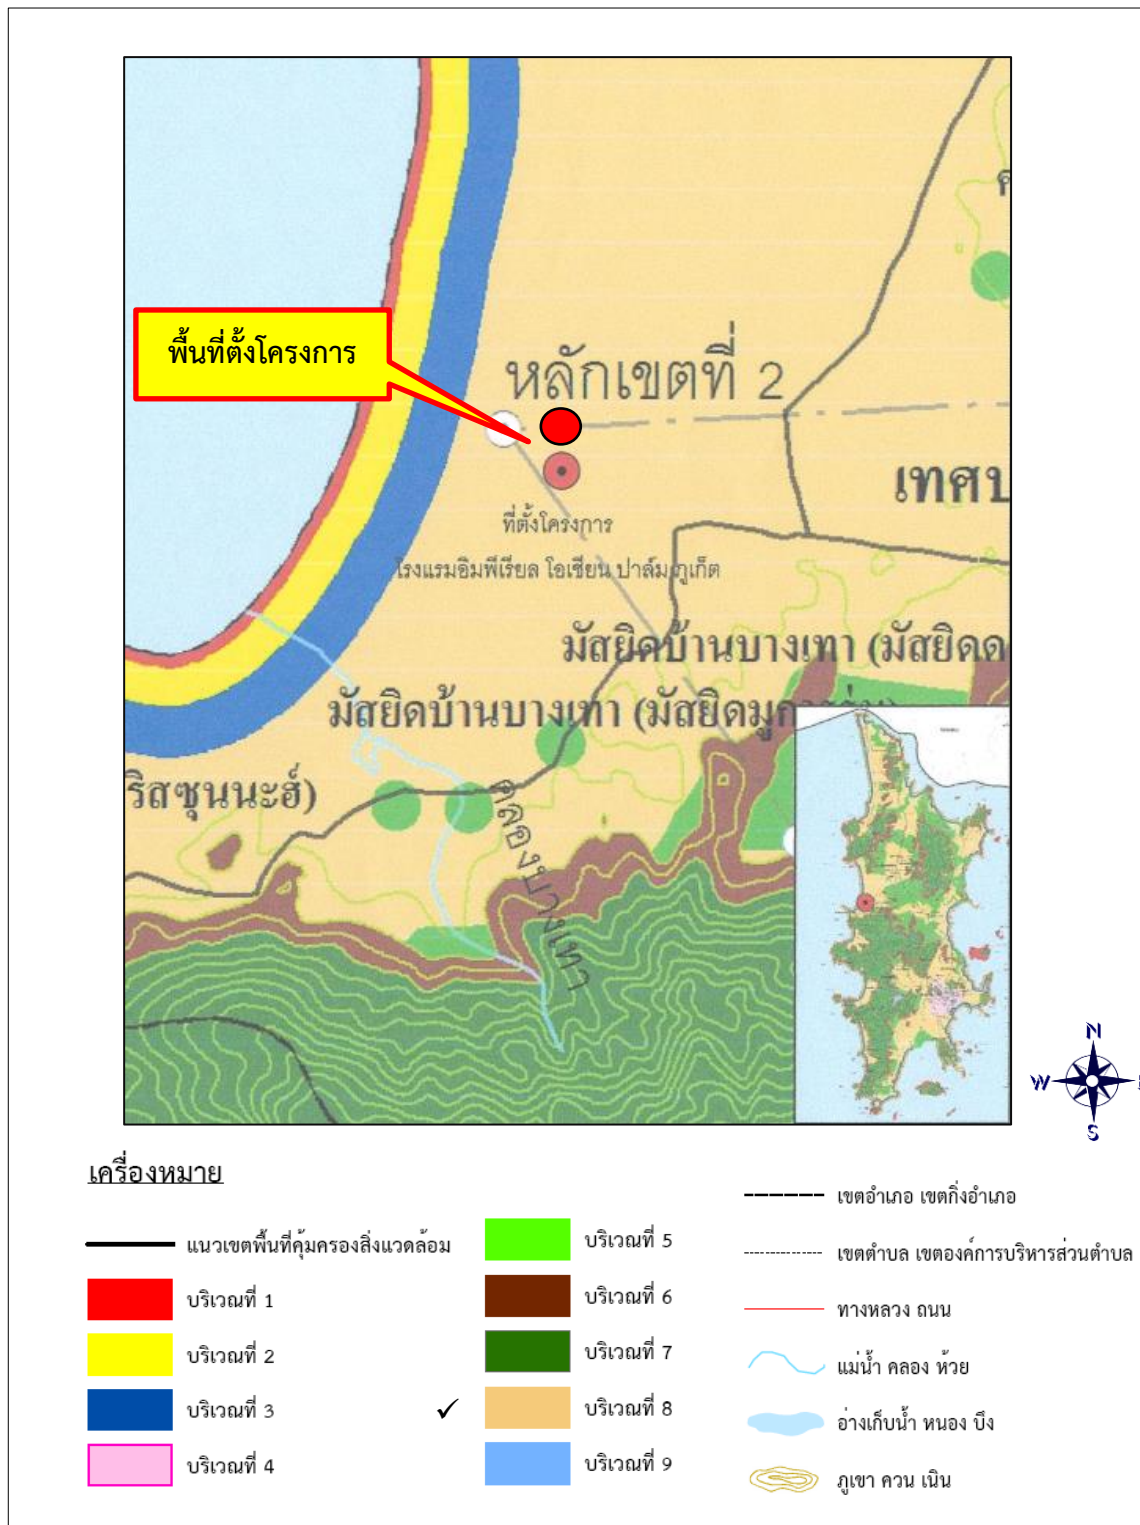 พื้นที่ตั้งโครงการ
หลักเขตที่ 2
เทศบ
ที่ตั้งโครงการ
โรงแรมอิมพีเรียล โอเชียน ปาล์ม ภูเก็ต
มัสยิดบ้านบางเทา (มัสยิดด
มัสยิดบ้านบางเทา (มัสยิดมูกา
ริสซุนนะฮ์)
คลองบางเทา
N
W
S
เครื่องหมาย
แนวเขตพื้นที่คุ้มครองสิ่งแวดล้อม
บริเวณที่ 1
บริเวณที่ 2
บริเวณที่ 3
บริเวณที่ 4
✓
บริเวณที่ 5
บริเวณที่ 6
บริเวณที่ 7
บริเวณที่ 8
บริเวณที่ 9
เขตอำเภอ เขตกิ่งอำเภอ
เขตตำบล เขตองค์การบริหารส่วนตำบล
ทางหลวง ถนน
แม่น้ำ คลอง ห้วย
อ่างเก็บน้ำ หนอง บึง
ภูเขา ควน เนิน